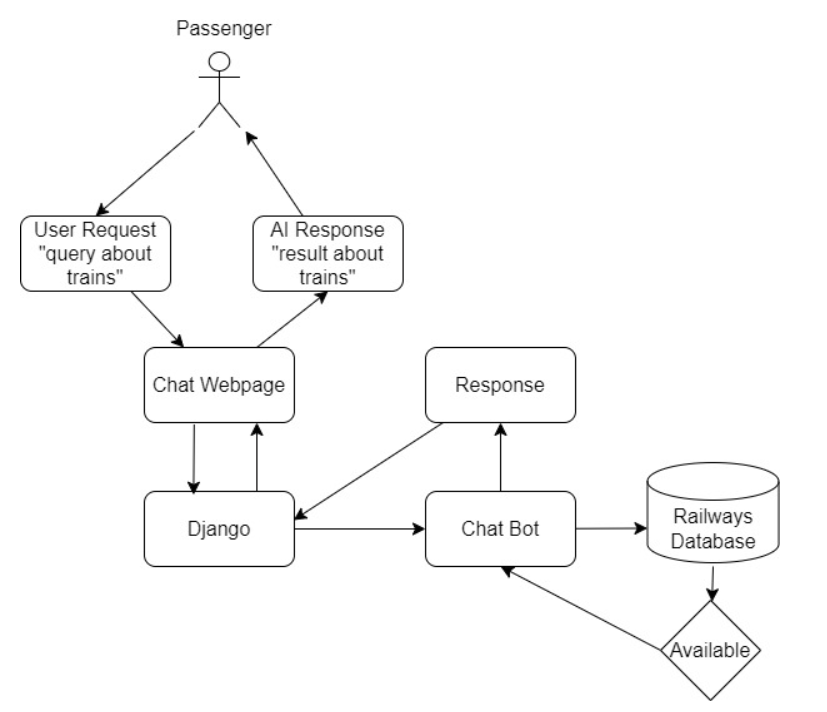 Passenger
User Request
"query about
trains"
AI Response
"result about
trains"
Chat Webpage
Response
Django
Chat Bot
Railways
Database
Available